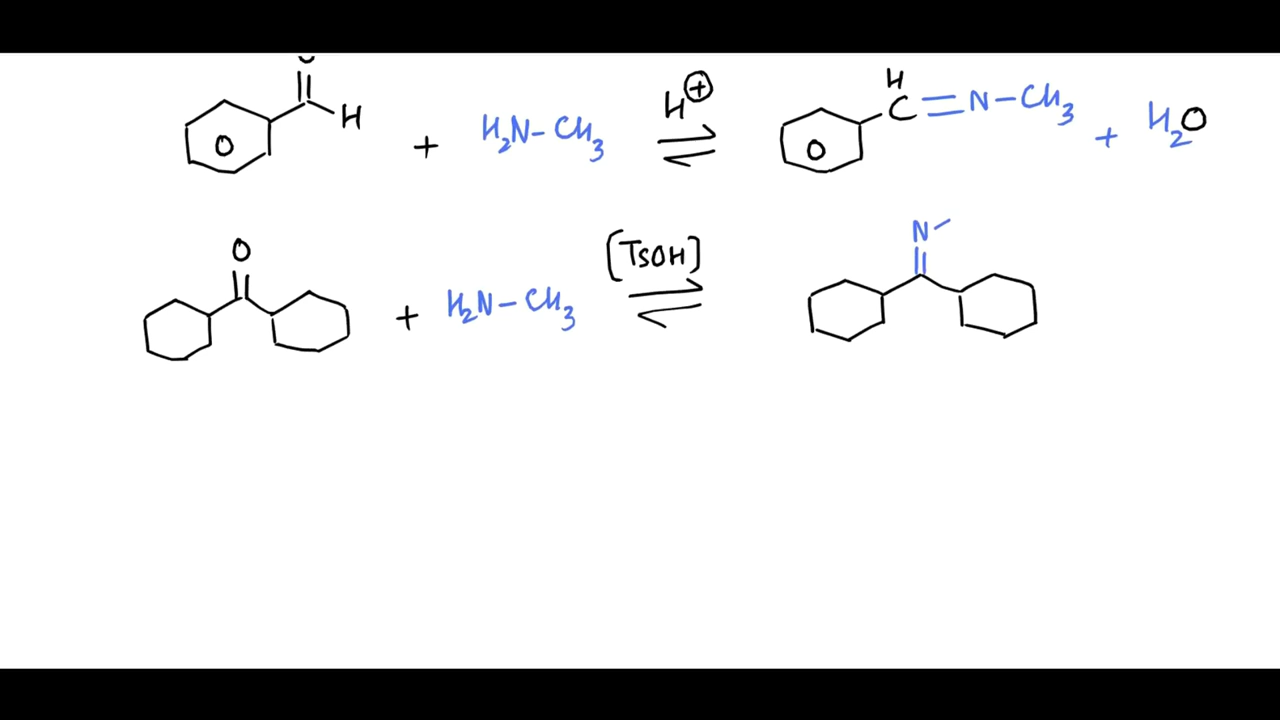 O
H
O + H₂N–CH₃ H⊕ ⇌ O H C=N–CH₃ + H₂O
O + H₂N–CH₃ [TsOH] ⇌ N